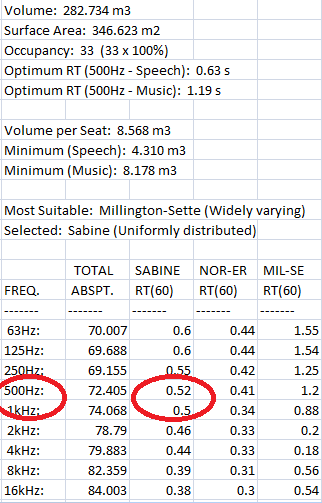 Volume: 282.734 m3
Surface Area: 346.623 m2
Occupancy: 33 (33 x 100%)
Optimum RT (500Hz - Speech): 0.63 s
Optimum RT (500Hz - Music): 1.19 s
Volume per Seat: 8.568 m3
Minimum (Speech): 4.310 m3
Minimum (Music): 8.178 m3
Most Suitable: Millington-Sette (Widely varying)
Selected: Sabine (Uniformly distributed)
TOTAL SABINE NOR-ER MIL-SE
FREQ. ABSPT. RT(60) RT(60) RT(60)
------- ------- ------- ------- -------
63Hz: 70.007 0.6 0.44 1.55
125Hz: 69.688 0.6 0.44 1.54
250Hz: 69.155 0.55 0.42 1.25
500Hz: 72.405 0.52 0.41 1.2
1kHz: 74.068 0.5 0.34 0.88
2kHz: 78.79 0.46 0.33 0.2
4kHz: 79.883 0.44 0.33 0.18
8kHz: 82.359 0.39 0.31 0.56
16kHz: 84.003 0.38 0.3 0.54